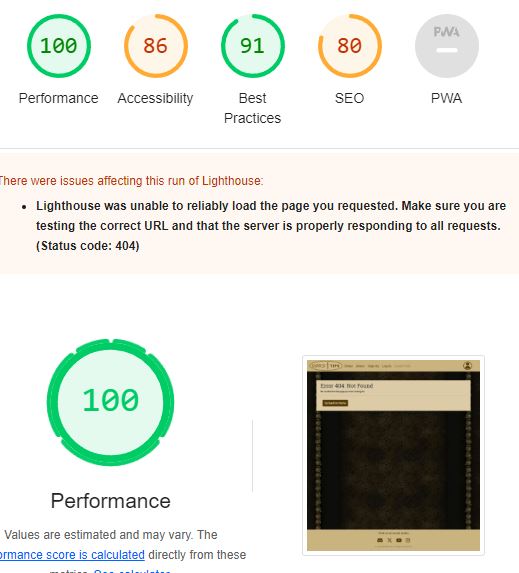 100
86
91
80
PWA
Performance
Accessibility
Best
Practices
SEO
PWA
There were issues affecting this run of Lighthouse:
Lighthouse was unable to reliably load the page you requested. Make sure you are
testing the correct URL and that the server is properly responding to all requests.
(Status code: 404)
100
Performance
Values are estimated and may vary. The
ormance score is calculated directly from these
metrics. See calculator.
Error 404: Not Found